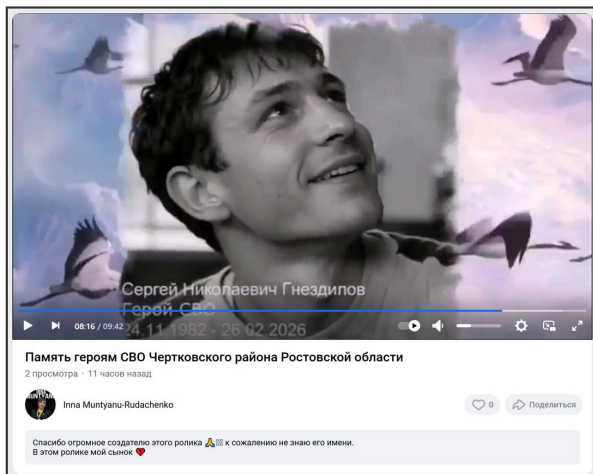 Сергей Николаевич Гнездилов
Герой СВО
24.11.1982 - 26.02.2026
08:16 / 09:42
Память героям СВО Чертковского района Ростовской области
2 просмотра · 11 часов назад
Inna Muntyanu-Rudachenko
0
Поделиться
Спасибо огромное создателю этого ролика 🙏 к сожалению не знаю его имени.
В этом ролике мой сынок 💔